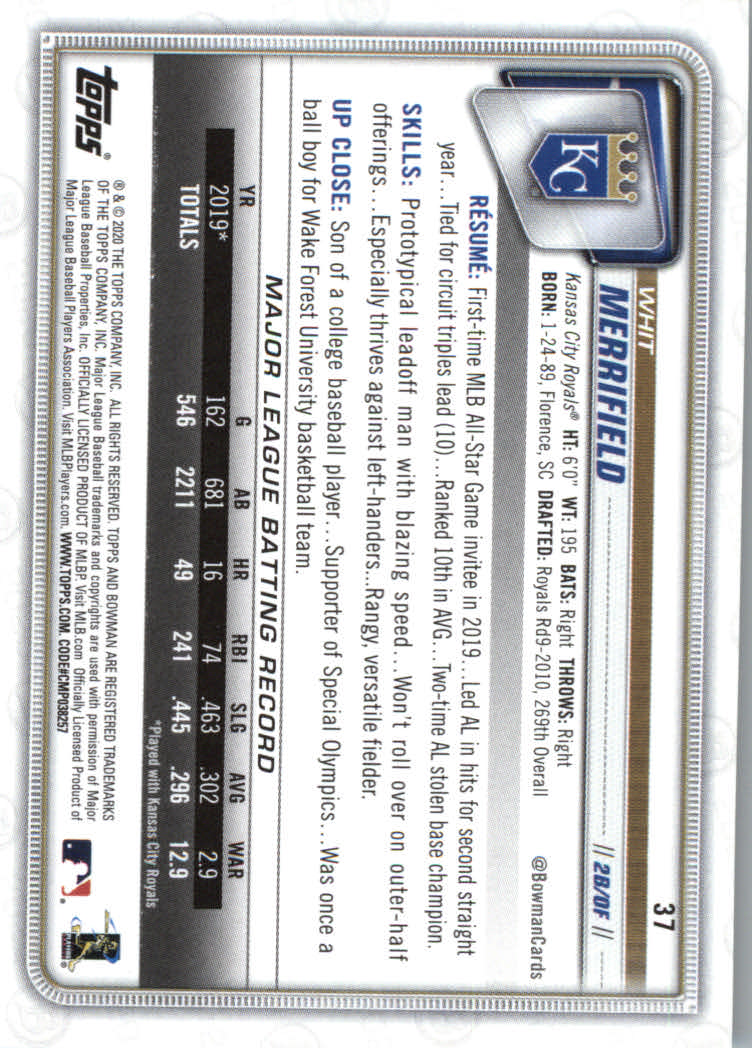 37
WHIT
MERRIFIELD
// 2B/OF //
Kansas City Royals® HT: 6'0" WT: 195 BATS: Right THROWS: Right
BORN: 1-24-89, Florence, SC DRAFTED: Royals Rd9-2010, 269th Overall
@BowmanCards
KC
RÉSUMÉ: First-time MLB All-Star Game invitee in 2019...Led AL in hits for second straight
year...Tied for circuit triples lead (10)...Ranked 10th in AVG...Two-time AL stolen base champion.
SKILLS: Prototypical leadoff man with blazing speed...Won't roll over on outer-half
offerings...Especially thrives against left-handers...Rangy, versatile fielder.
UP CLOSE: Son of a college baseball player...Supporter of Special Olympics...Was once a
ball boy for Wake Forest University basketball team.
MAJOR LEAGUE BATTING RECORD
YR G AB HR RBI SLG AVG WAR
2019* 162 681 16 74 .463 .302 2.9
TOTALS 546 2211 49 241 .445 .296 12.9
*Played with Kansas City Royals
topps®
® & © 2020 THE TOPPS COMPANY, INC. ALL RIGHTS RESERVED. TOPPS AND BOWMAN ARE REGISTERED TRADEMARKS
OF THE TOPPS COMPANY, INC. Major League Baseball trademarks and copyrights are used with permission of Major
League Baseball Properties, Inc. OFFICIALLY LICENSED PRODUCT OF MLBP. Visit MLB.com Officially Licensed Product of
Major League Baseball Players Association. Visit MLBPlayers.com. WWW.TOPPS.COM. CODE#CMP038257